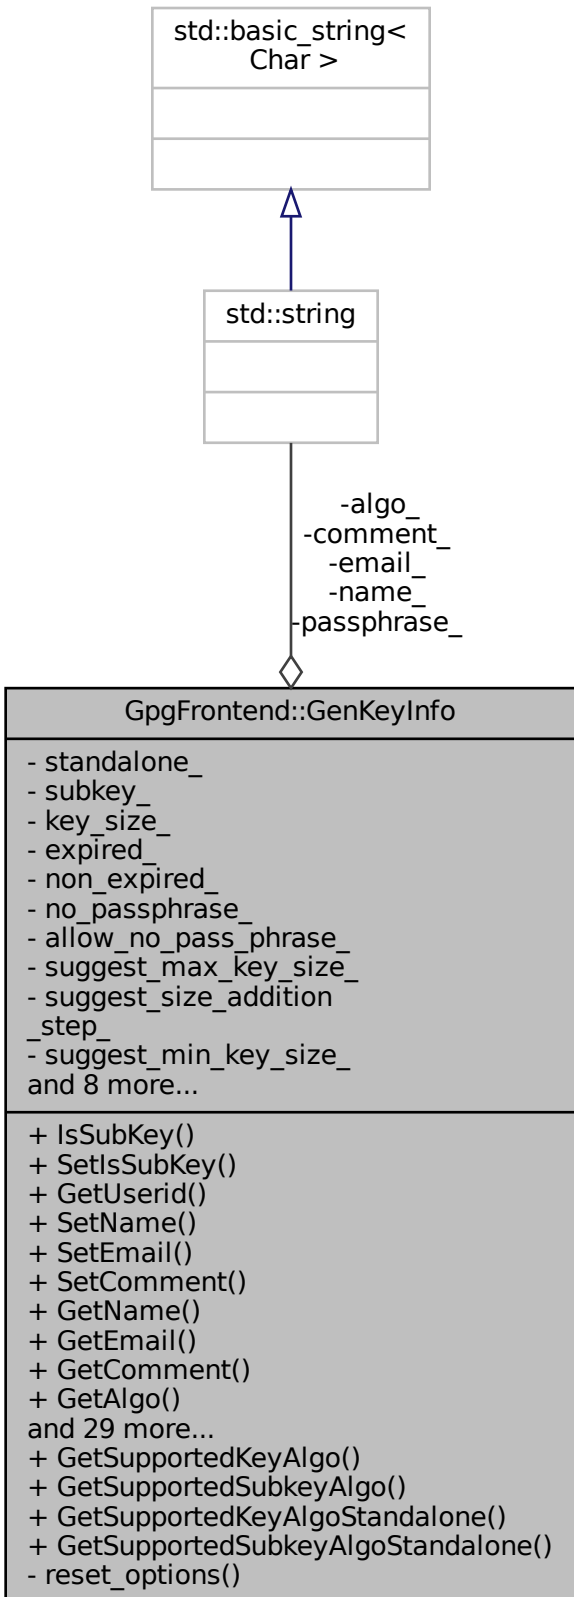 std::basic_string<
Char >
std::string
-algo_
-comment_
-email_
-name_
-passphrase_
GpgFrontend::GenKeyInfo
- standalone_
- subkey_
- key_size_
- expired_
- non_expired_
- no_passphrase_
- allow_no_pass_phrase_
- suggest_max_key_size_
- suggest_size_addition
_step_
- suggest_min_key_size_
and 8 more...
+ IsSubKey()
+ SetIsSubKey()
+ GetUserid()
+ SetName()
+ SetEmail()
+ SetComment()
+ GetName()
+ GetEmail()
+ GetComment()
+ GetAlgo()
and 29 more...
+ GetSupportedKeyAlgo()
+ GetSupportedSubkeyAlgo()
+ GetSupportedKeyAlgoStandalone()
+ GetSupportedSubkeyAlgoStandalone()
- reset_options()